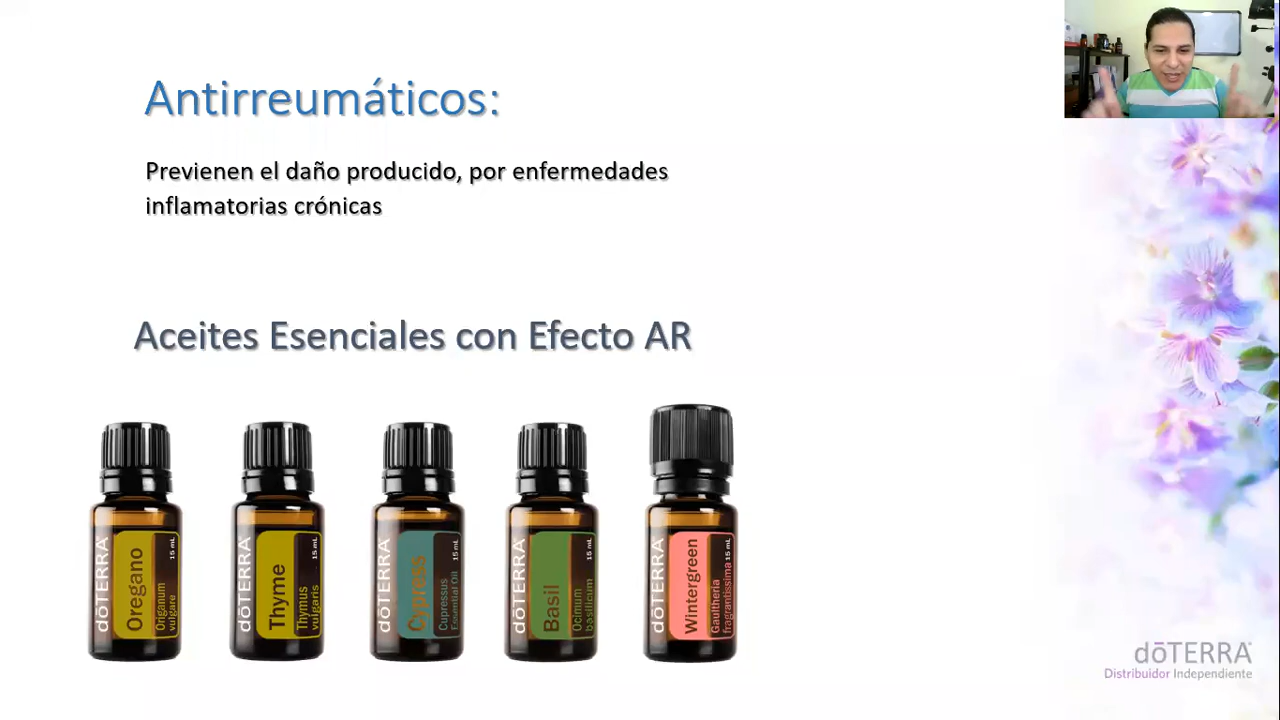 Antirreumáticos:
Previenen el daño producido, por enfermedades
inflamatorias crónicas
Aceites Esenciales con Efecto AR
dōTERRA
Oregano
Origanum
vulgare
15 mL
dōTERRA
Thyme
Thymus
vulgaris
15 mL
dōTERRA
Cypress
Cupressus
Essential Oil
15 mL
dōTERRA
Basil
Ocimum
basilicum
15 mL
dōTERRA
Wintergreen
Gaultheria
fragrantissima
15 mL
dōTERRA
Distribuidor Independiente